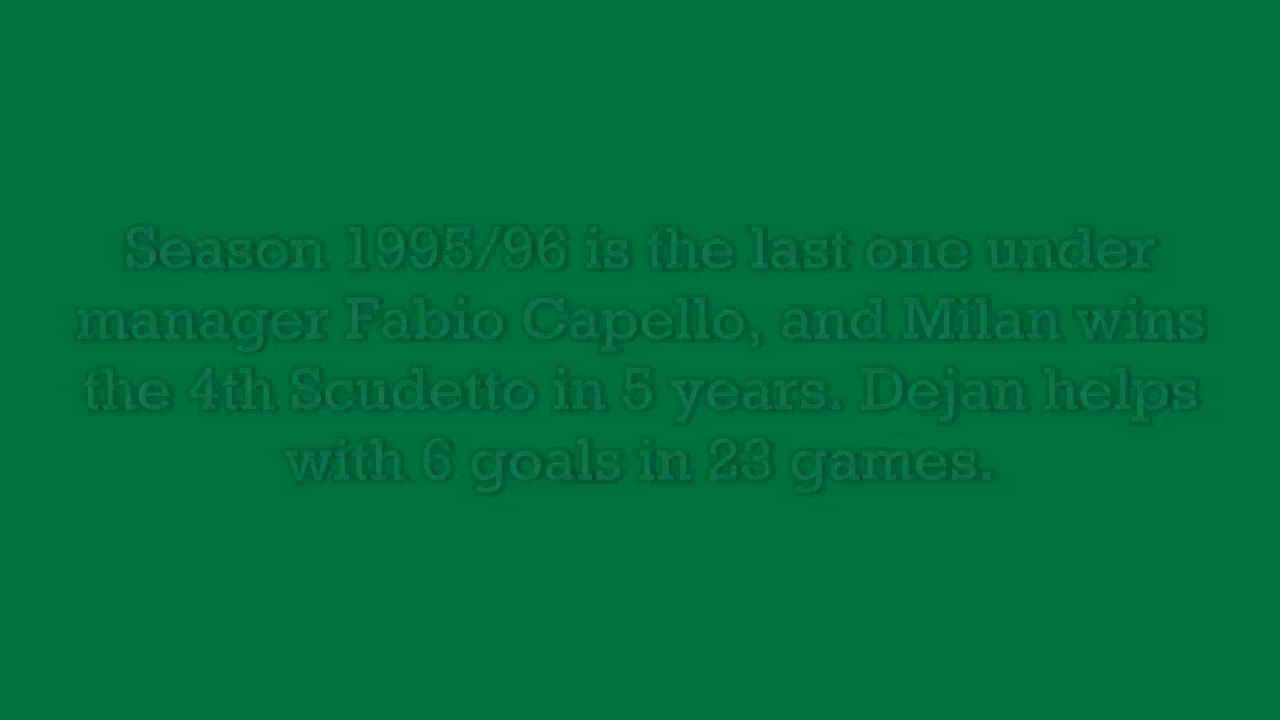 Season 1995/96 is the last one under
manager Fabio Capello, and Milan wins
the 4th Scudetto in 5 years. Dejan helps
with 6 goals in 23 games.